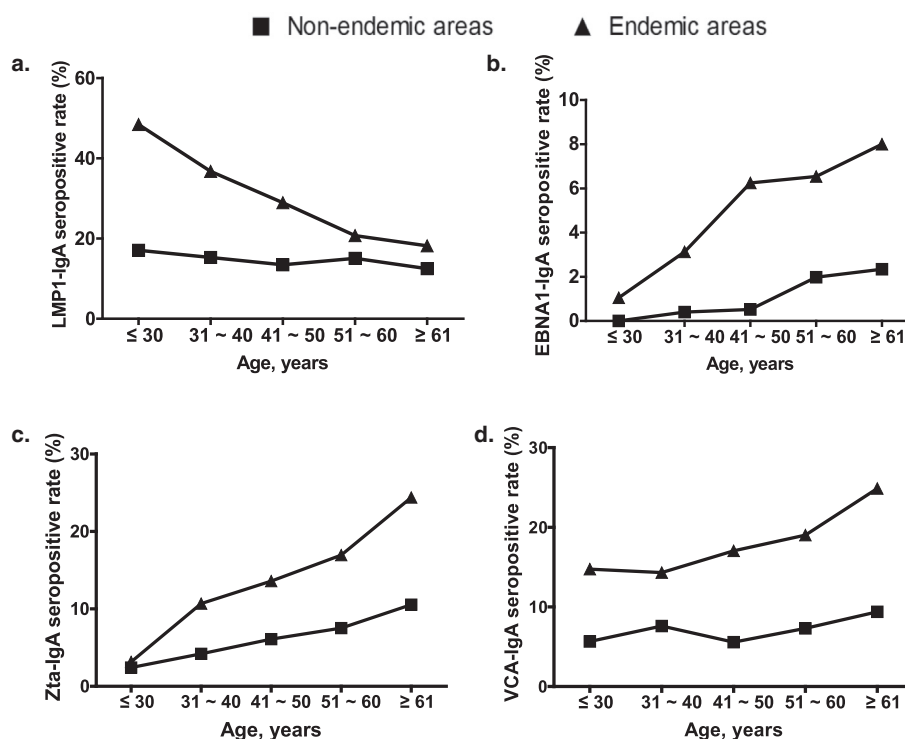 Non-endemic areas Endemic areas
a.
LMP1-IgA seropositive rate (%)
60
40
20
0
≤ 30 31 ~ 40 41 ~ 50 51 ~ 60 ≥ 61
Age, years
b.
EBNA1-IgA seropositive rate (%)
10
8
6
4
2
0
≤ 30 31 ~ 40 41 ~ 50 51 ~ 60 ≥ 61
Age, years
c.
Zta-IgA seropositive rate (%)
30
20
10
0
≤ 30 31 ~ 40 41 ~ 50 51 ~ 60 ≥ 61
Age, years
d.
VCA-IgA seropositive rate (%)
30
20
10
0
≤ 30 31 ~ 40 41 ~ 50 51 ~ 60 ≥ 61
Age, years